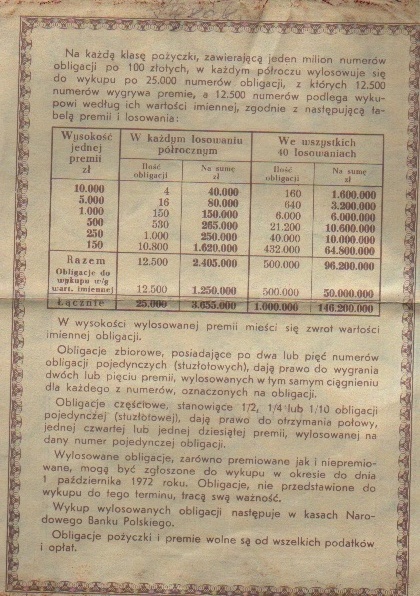 Na każdą klasę pożyczki, zawierającą jeden milion numerów
obligacji po 100 złotych, w każdym półroczu wylosowuje się
do wykupu po 25.000 numerów obligacji, z których 12.500
numerów wygrywa premie, a 12.500 numerów podlega wyku-
powi według ich wartości imiennej, zgodnie z następującą ta-
belą premii i losowania:
Wysokość jednej premii zł | W każdym losowaniu półrocznym | We wszystkich 40 losowaniach
Ilość obligacji | Na sumę zł | Ilość obligacji | Na sumę zł
10.000 4 40.000 160 1.600.000
5.000 16 80.000 640 3.200.000
1.000 150 150.000 6.000 6.000.000
500 530 265.000 21.200 10.600.000
250 1.000 250.000 40.000 10.000.000
150 10.800 1.620.000 432.000 64.800.000
Razem 12.500 2.405.000 500.000 96.200.000
Obligacje do
wykupu w/g
wart. imiennej 12.500 1.250.000 500.000 50.000.000
Łącznie 25.000 3.655.000 1.000.000 146.200.000
W wysokości wylosowanej premii mieści się zwrot wartości
imiennej obligacji.
Obligacje zbiorowe, posiadające po dwa lub pięć numerów
obligacji pojedynczych (stuzłotowych), dają prawo do wygrania
dwóch lub pięciu premii, wylosowanych w tym samym ciągnieniu
dla każdego z numerów, oznaczonych na obligacji.
Obligacje częściowe, stanowiące 1/2, 1/4 lub 1/10 obligacji
pojedynczej (stuzłotowej), dają prawo do otrzymania połowy,
jednej czwartej lub jednej dziesiątej premii, wylosowanej na
dany numer pojedynczej obligacji.
Wylosowane obligacje, zarówno premiowane jak i niepremio-
wane, mogą być zgłoszone do wykupu w okresie do dnia
1 października 1972 roku. Obligacje, nie przedstawione do
wykupu do tego terminu, tracą swą ważność.
Wykup wylosowanych obligacji następuje w kasach Naro-
dowego Banku Polskiego.
Obligacje pożyczki i premie wolne są od wszelkich podatków
i opłat.